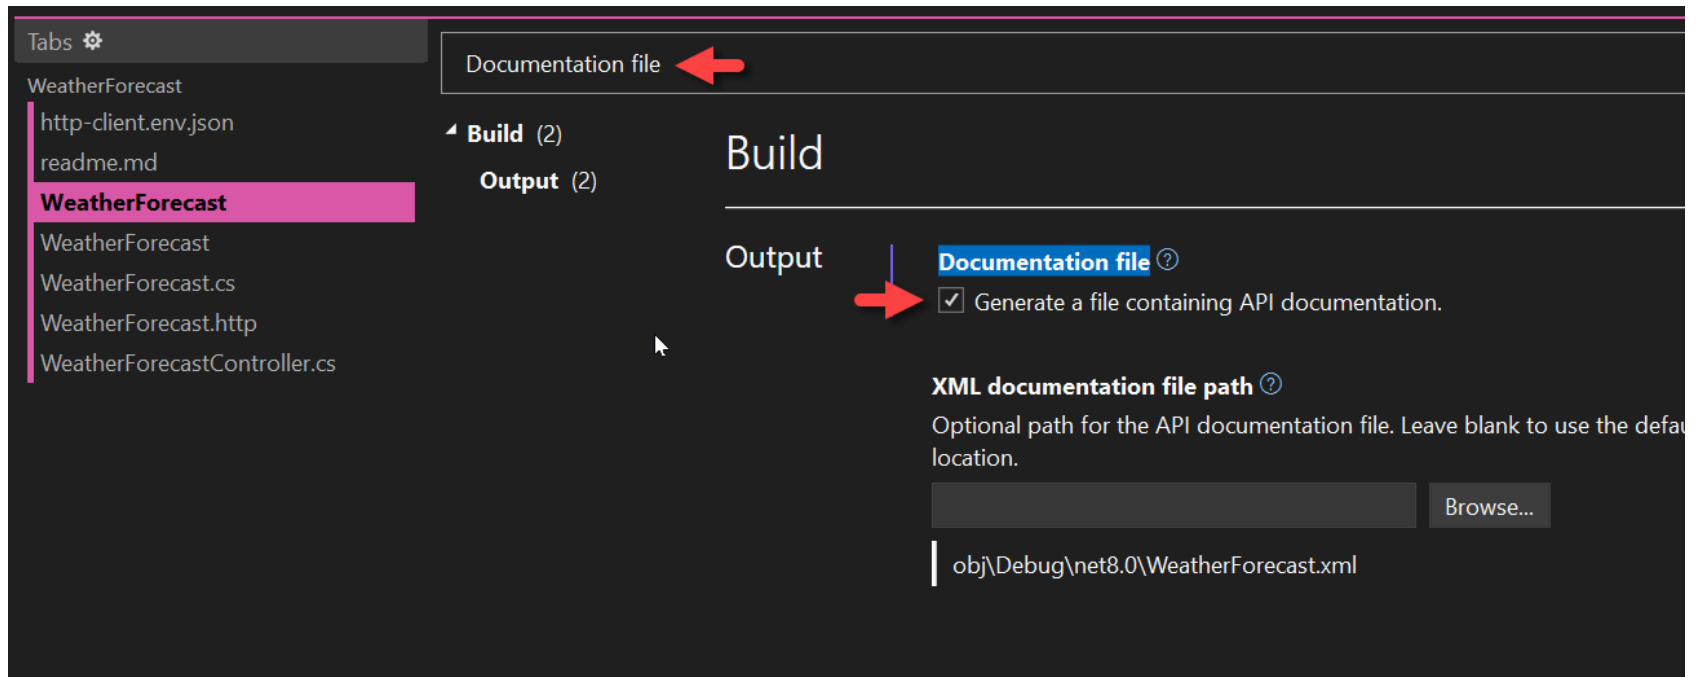 Tabs
WeatherForecast
http-client.env.json
readme.md
WeatherForecast
WeatherForecast
WeatherForecast.cs
WeatherForecast.http
WeatherForecastController.cs
Documentation file
Build (2)
Output (2)
Build
Output
Documentation file
Generate a file containing API documentation.
XML documentation file path
Optional path for the API documentation file. Leave blank to use the defau
location.
Browse...
obj\Debug\net8.0\WeatherForecast.xml